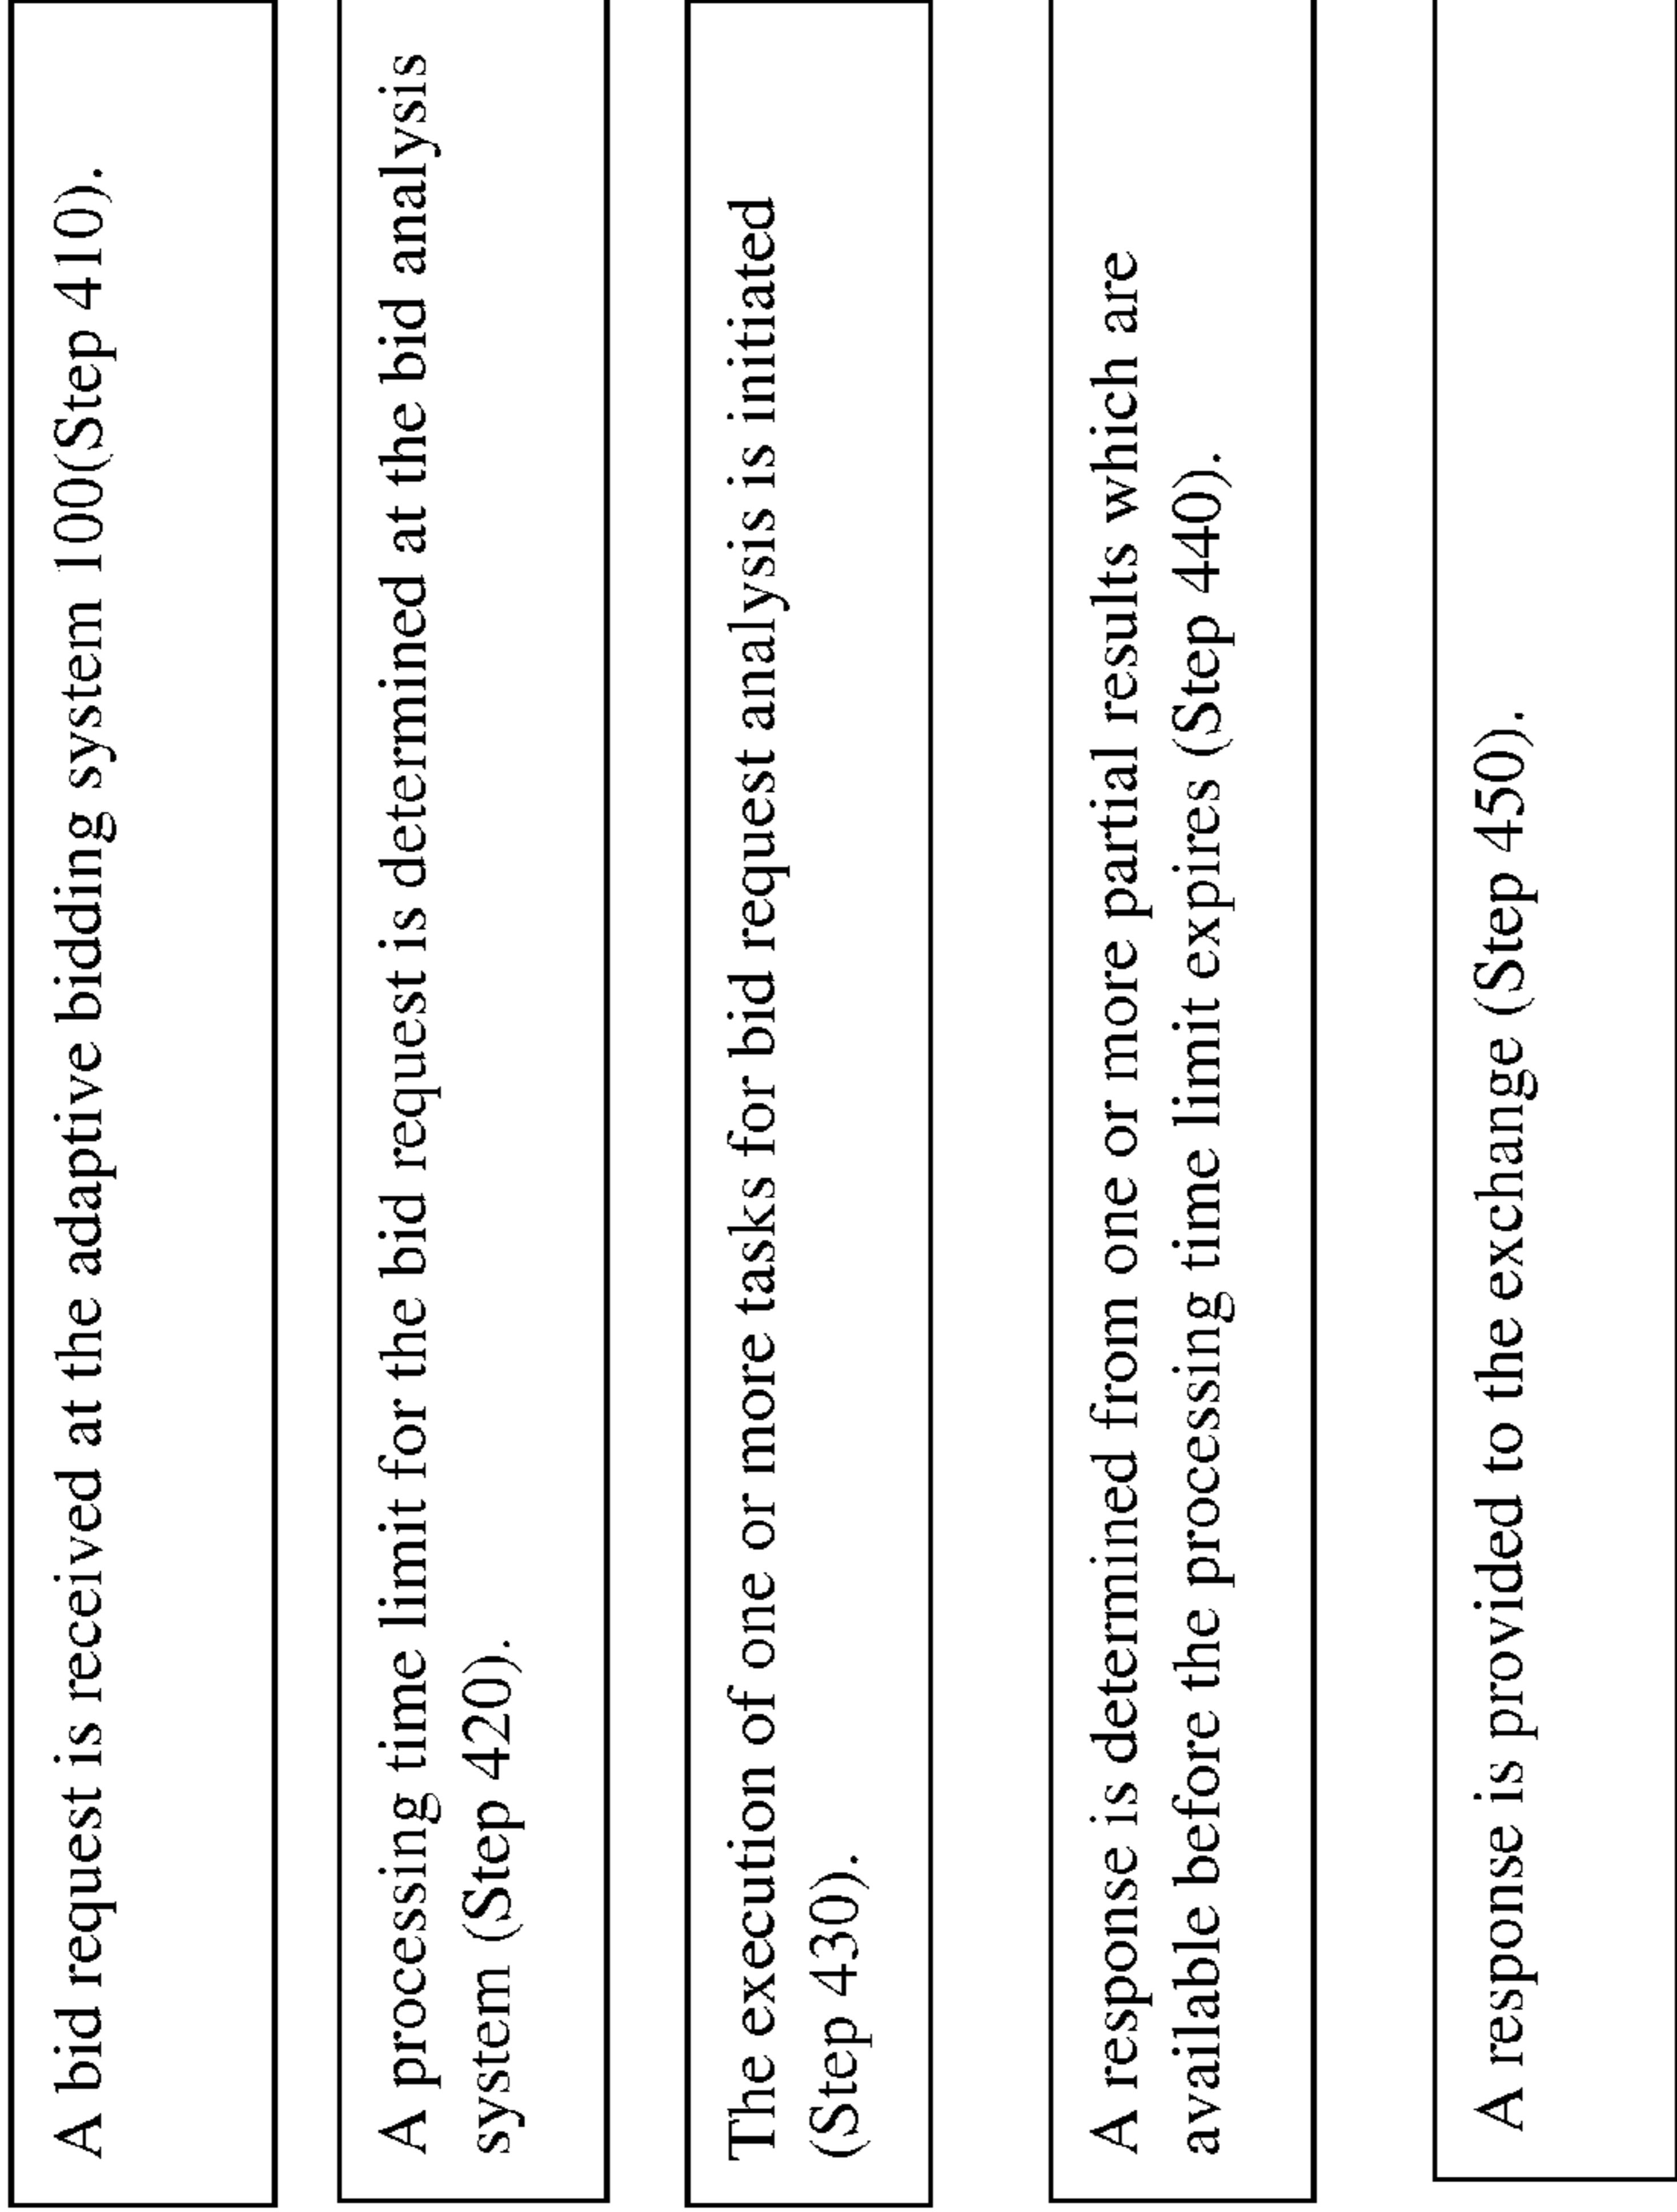 A bid request is received at the adaptive bidding system 100(Step 410).
A processing time limit for the bid request is determined at the bid analysis
system (Step 420).
The execution of one or more tasks for bid request analysis is initiated
(Step 430).
A response is determined from one or more partial results which are
available before the processing time limit expires (Step 440).
A response is provided to the exchange (Step 450).